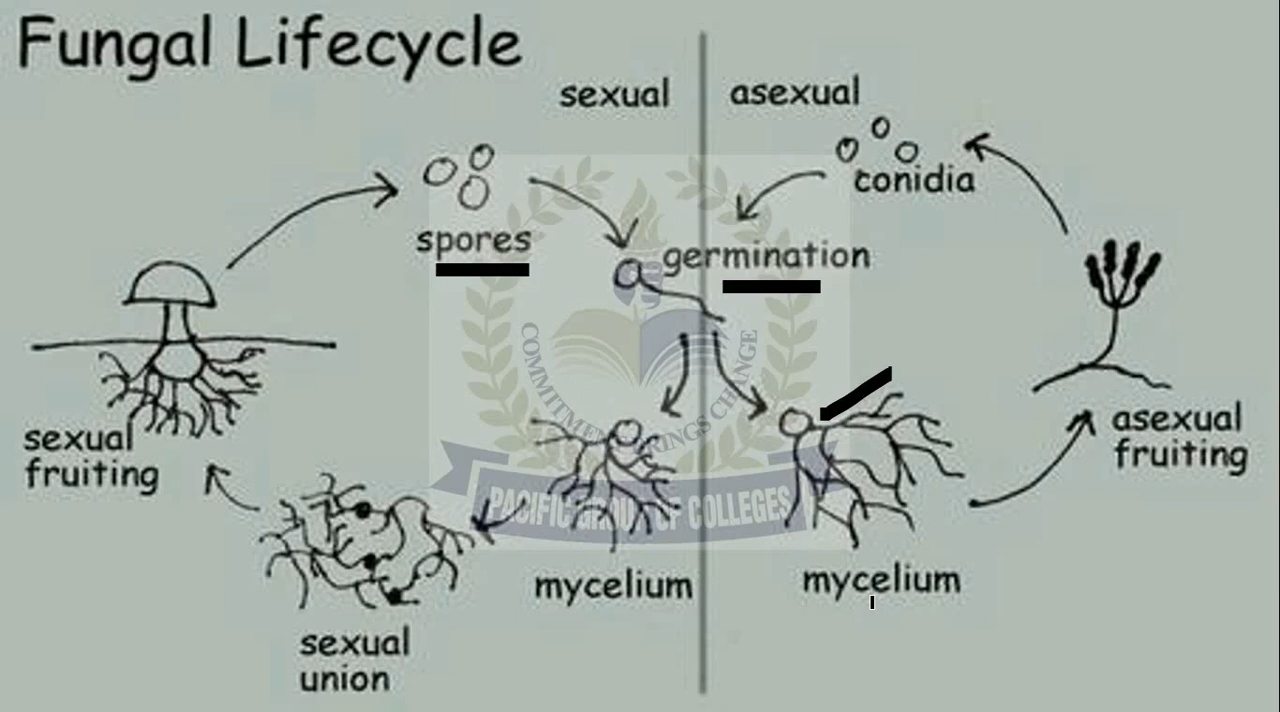 Fungal Lifecycle
sexual
asexual
conidia
spores
germination
COMMITMENT BRINGS CHANGE
PACIFIC GROUP OF COLLEGES
sexual
fruiting
asexual
fruiting
mycelium
mycelium
sexual
union